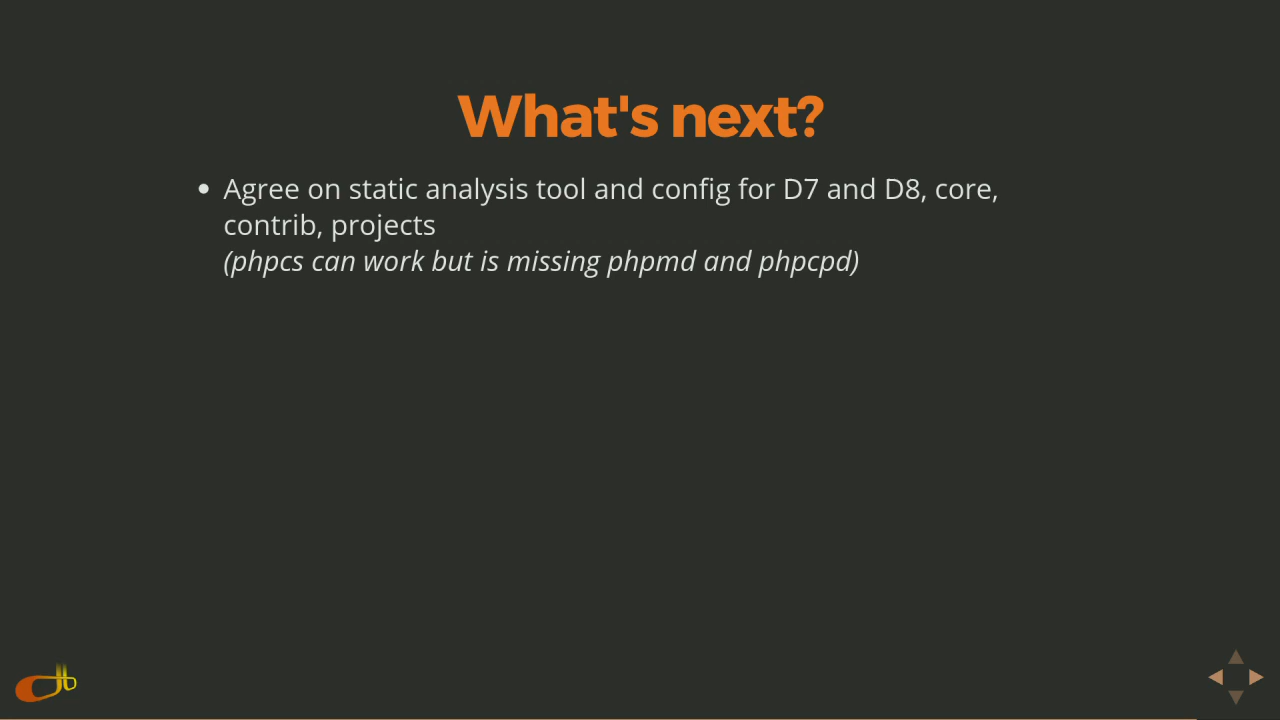 What's next?
Agree on static analysis tool and config for D7 and D8, core,
contrib, projects
(phpcs can work but is missing phpmd and phpcpd)